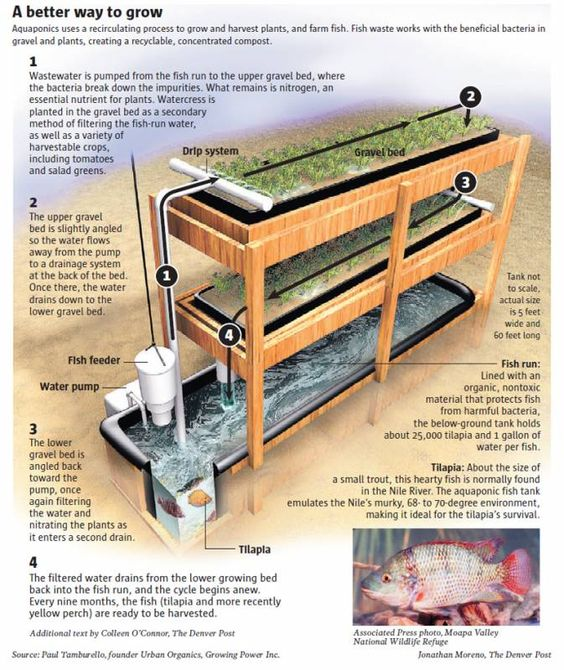 A better way to grow
Aquaponics uses a recirculating process to grow and harvest plants, and farm fish. Fish waste works with the beneficial bacteria in
gravel and plants, creating a recyclable, concentrated compost.
1
Wastewater is pumped from the fish run to the upper gravel bed, where
the bacteria break down the impurities. What remains is nitrogen, an
essential nutrient for plants. Watercress is
planted in the gravel bed as a secondary
method of filtering the fish-run water,
as well as a variety of
harvestable crops,
including tomatoes
and salad greens.
Drip system
Gravel bed
2
3
2
The upper gravel
bed is slightly angled
so the water flows
away from the pump
to a drainage system
at the back of the bed.
Once there, the water
drains down to the
lower gravel bed.
1
4
Tank not
to scale,
actual size
is 5 feet
wide and
60 feet long
Fish feeder
Water pump
Fish run:
Lined with an
organic, nontoxic
material that protects fish
from harmful bacteria,
the below-ground tank holds
about 25,000 tilapia and 1 gallon of
water per fish.
3
The lower
gravel bed is
angled back
toward the
pump, once
again filtering
the water and
nitrating the plants as
it enters a second drain.
Tilapia: About the size of
a small trout, this hearty fish is normally found
in the Nile River. The aquaponic fish tank
emulates the Nile's murky, 68- to 70-degree environment,
making it ideal for the tilapia's survival.
Tilapia
4
The filtered water drains from the lower growing bed
back into the fish run, and the cycle begins anew.
Every nine months, the fish (tilapia and more recently
yellow perch) are ready to be harvested.
Additional text by Colleen O'Connor, The Denver Post
Associated Press photo, Moapa Valley
National Wildlife Refuge
Source: Paul Tamburello, founder Urban Organics, Growing Power Inc.
Jonathan Moreno, The Denver Post